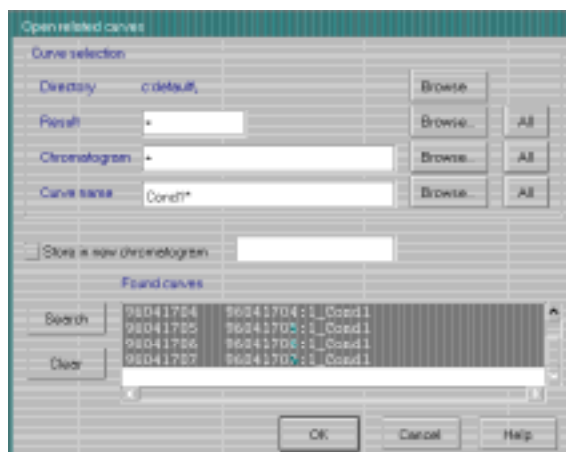 Open related curves
Curve selection
Directory c:\default\ Browse
Result * Browse... All
Chromatogram * Browse... All
Curve name Cond1* Browse... All
Store in new chromatogram
Found curves
Search
Clear
96041704 96041704:1_Cond1
96041705 96041705:1_Cond1
96041706 96041706:1_Cond1
96041707 96041707:1_Cond1
OK Cancel Help